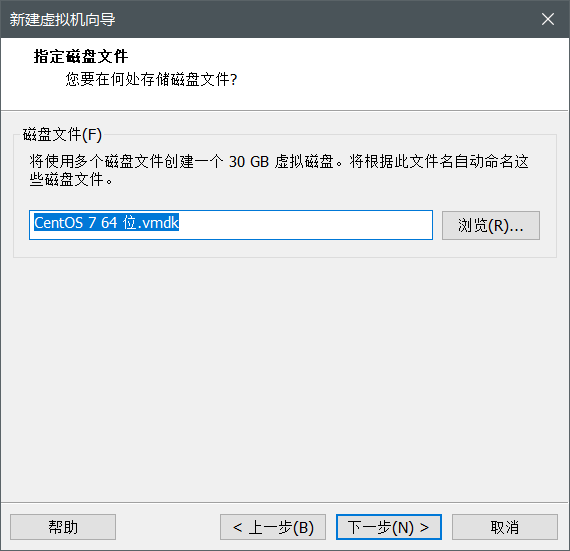 新建虚拟机向导
指定磁盘文件
您要在何处存储磁盘文件?
磁盘文件(F)
将使用多个磁盘文件创建一个 30 GB 虚拟磁盘。将根据此文件名自动命名这
些磁盘文件。
CentOS 7 64 位.vmdk
浏览(R)...
帮助
< 上一步(B)
下一步(N) >
取消